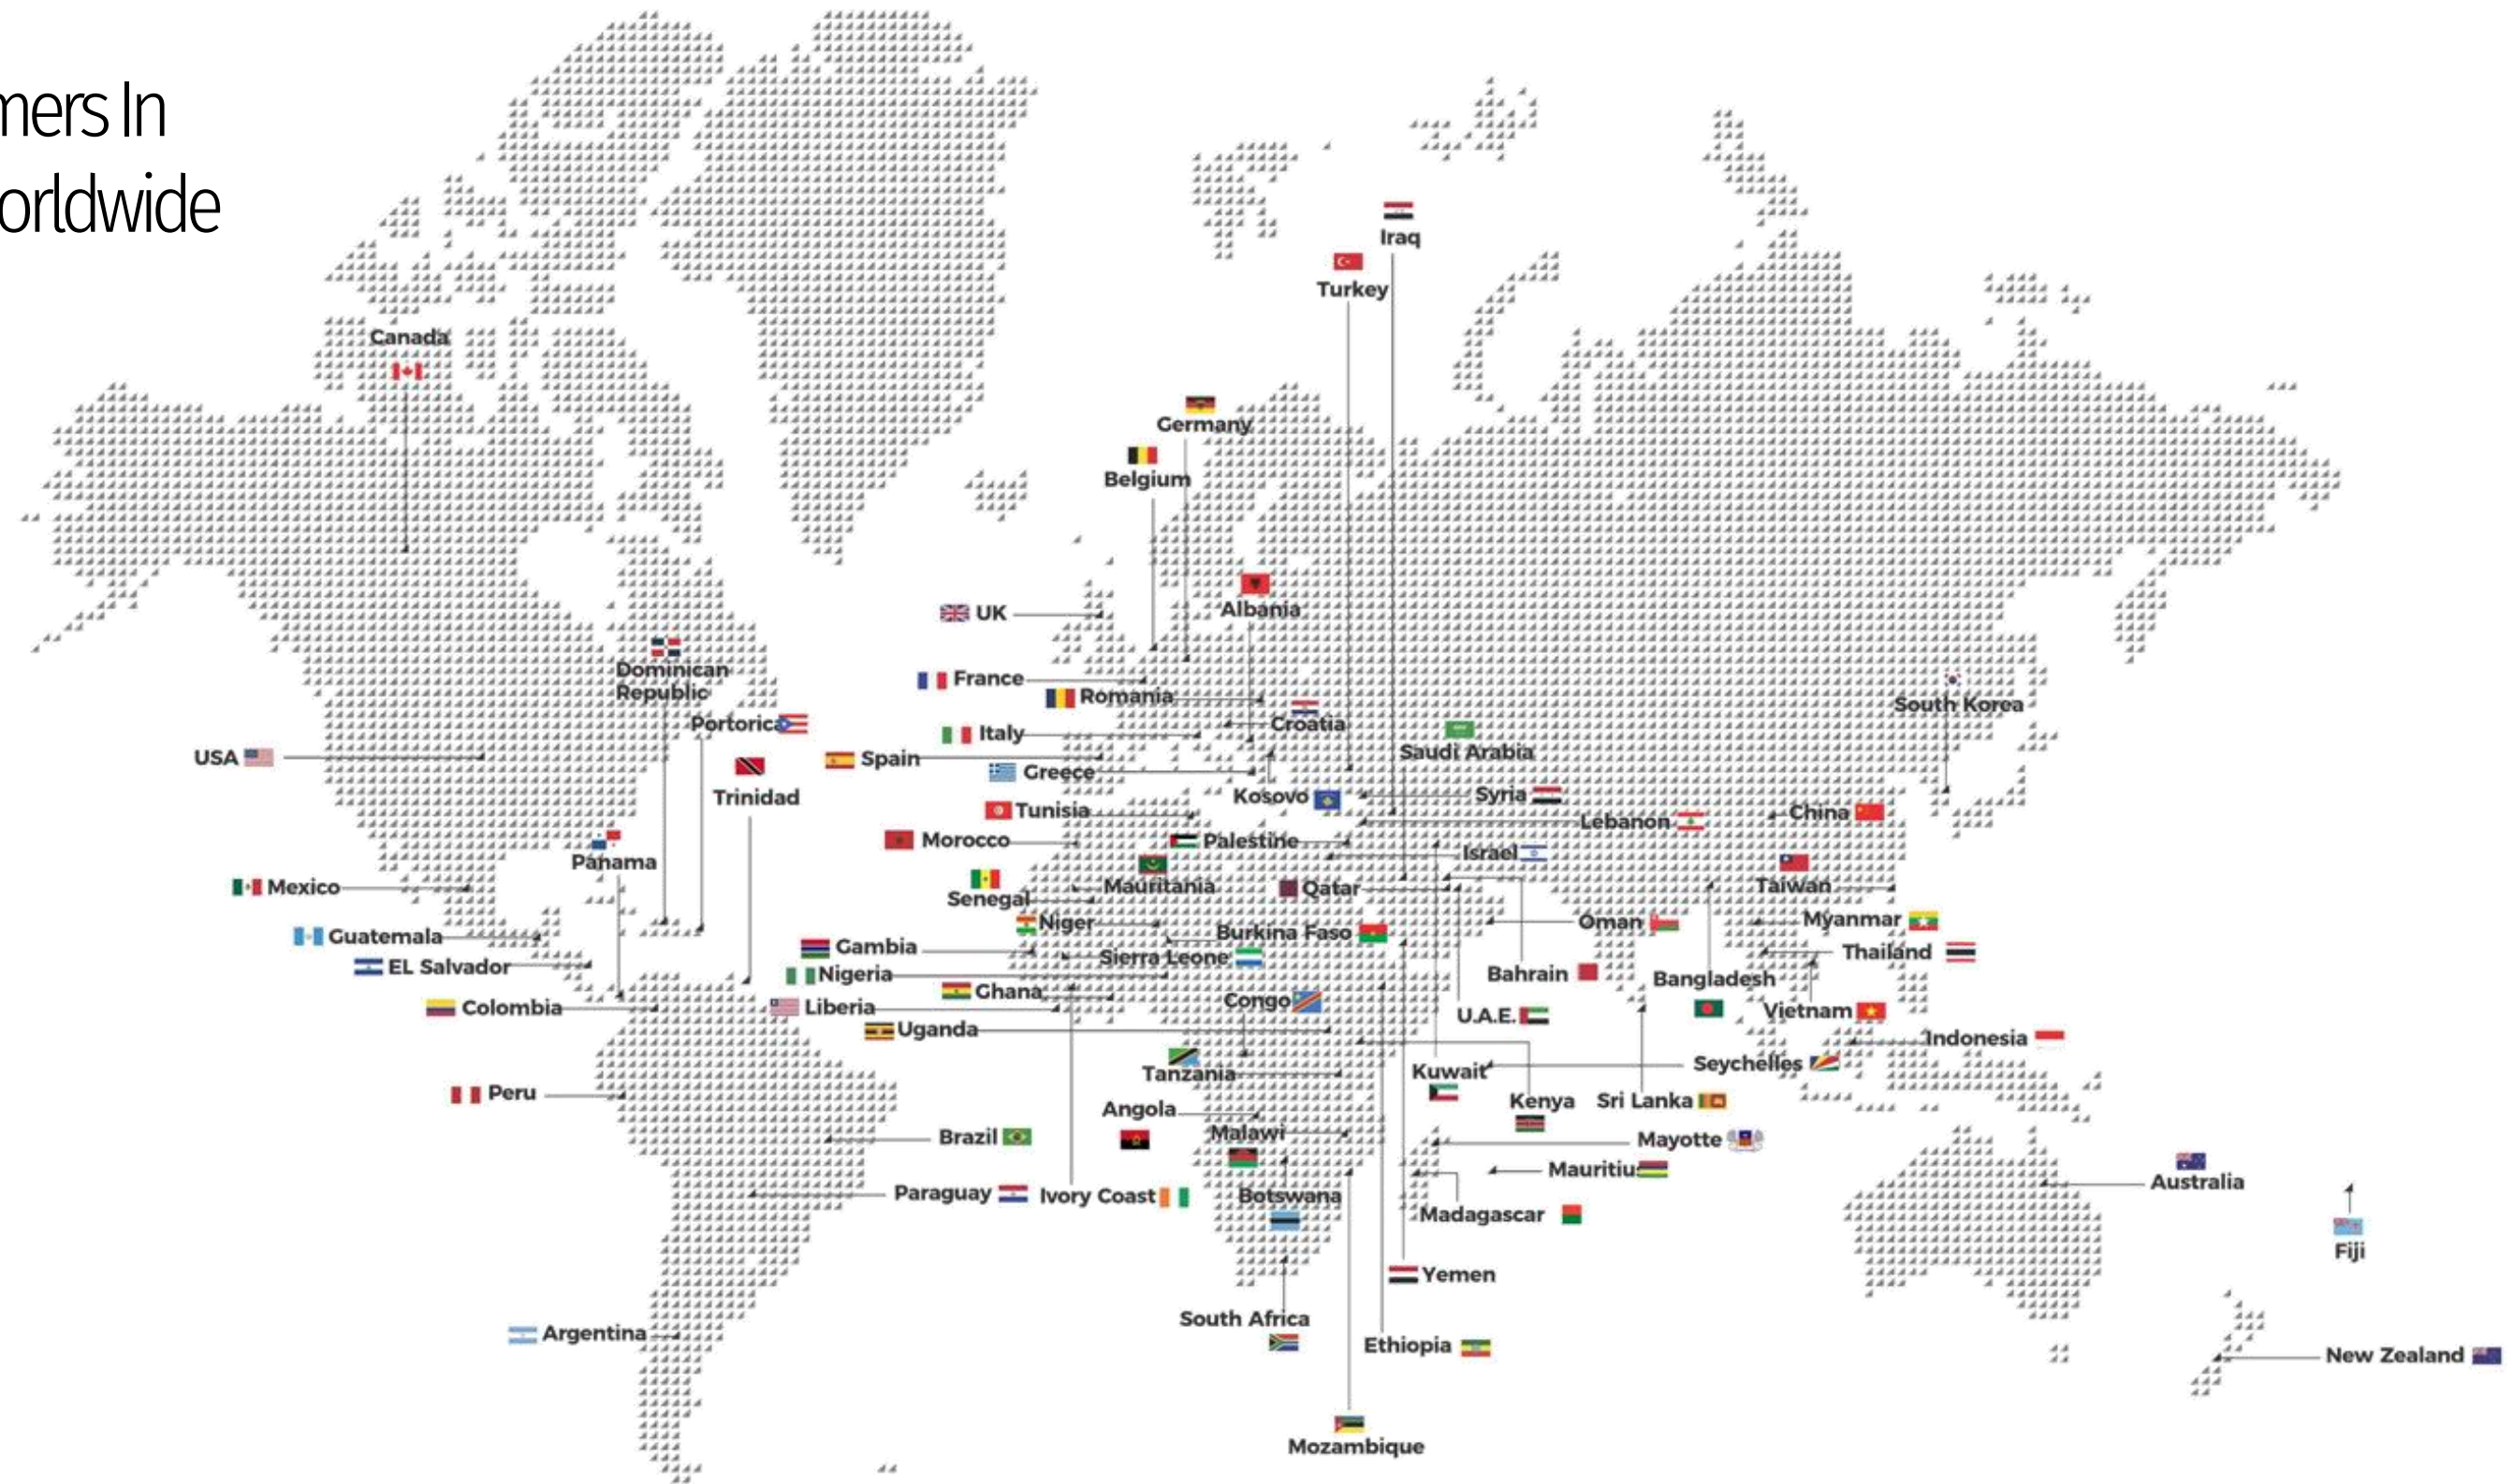 mers In
orldwide
Iraq
Turkey
Canada
Germany
Belgium
Albania
UK
Dominican
Republic
France
Romania
South Korea
Portorica
Croatia
Italy
Saudi Arabia
USA
Spain
Greece
Trinidad
Kosovo
Syria
Tunisia
China
Lebanon
Morocco
Palestine
Israel
Panama
Mexico
Mauritania
Qatar
Taiwan
Senegal
Niger
Burkina Faso
Oman
Myanmar
Guatemala
Gambia
Sierra Leone
Thailand
EL Salvador
Nigeria
Bahrain
Bangladesh
Ghana
Colombia
Liberia
Congo
U.A.E.
Vietnam
Uganda
Indonesia
Tanzania
Kuwait
Seychelles
Peru
Angola
Kenya
Sri Lanka
Brazil
Malawi
Mayotte
Mauritiu
Australia
Paraguay
Ivory Coast
Botswana
Madagascar
Fiji
Yemen
South Africa
Argentina
Ethiopia
New Zealand
Mozambique